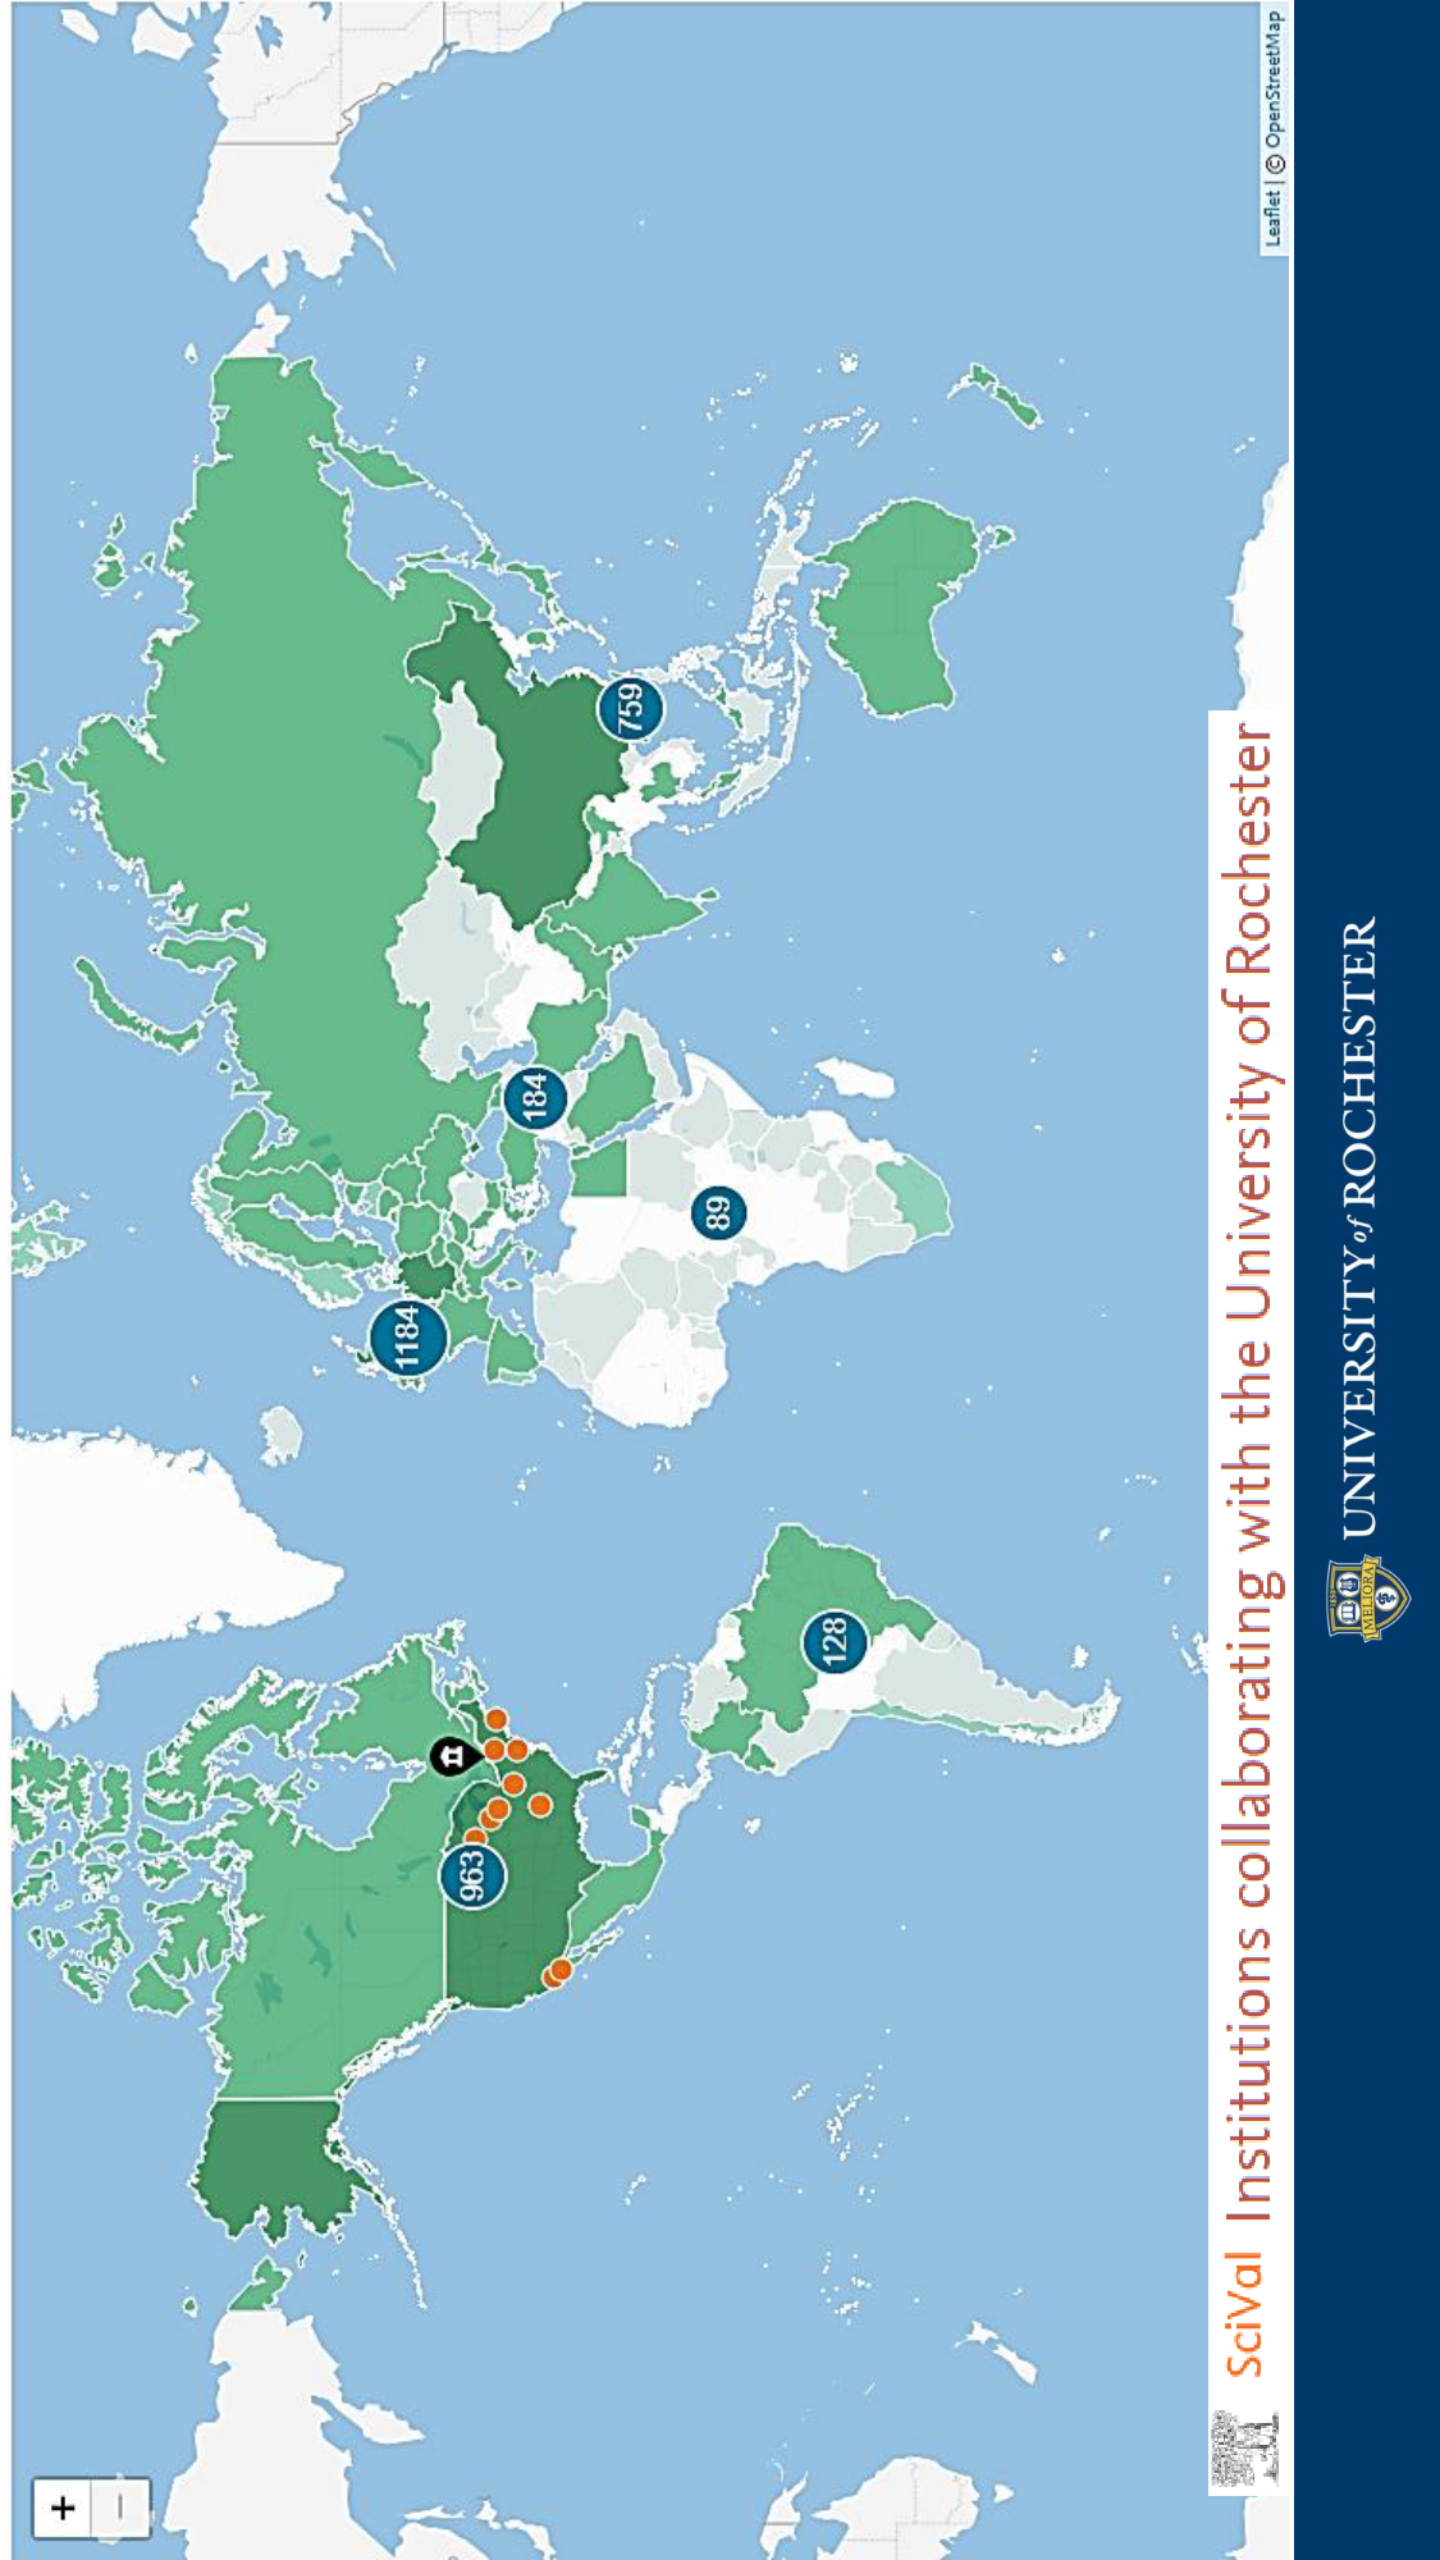 +
−
1184
184
759
963
89
128
Leaflet | © OpenStreetMap
SciVal Institutions collaborating with the University of Rochester
MELIORA
UNIVERSITY of ROCHESTER